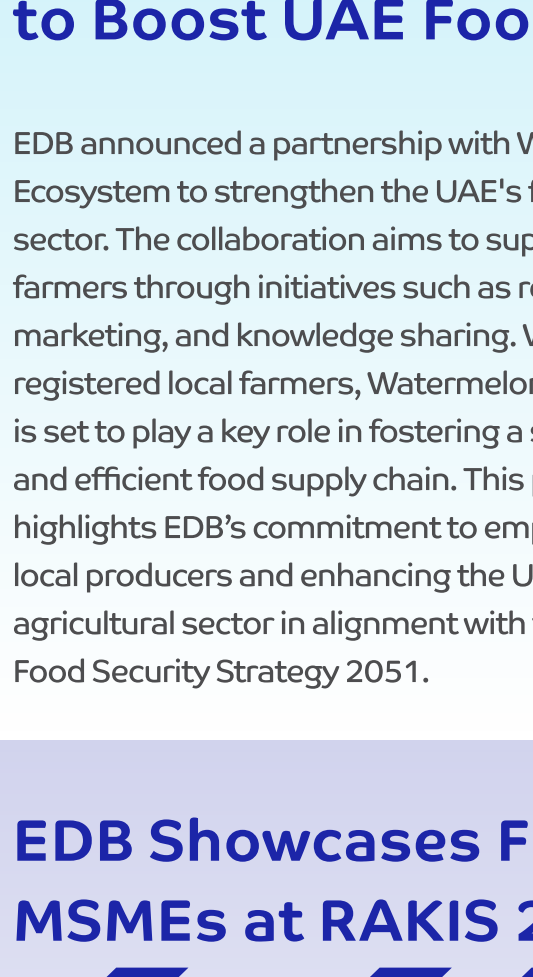 to Boost UAE Foo
EDB announced a partnership with W
Ecosystem to strengthen the UAE's f
sector. The collaboration aims to sup
farmers through initiatives such as r
marketing, and knowledge sharing. W
registered local farmers, Watermelo
is set to play a key role in fostering a s
and efficient food supply chain. This p
highlights EDB’s commitment to em
local producers and enhancing the U
agricultural sector in alignment with
Food Security Strategy 2051.
EDB Showcases F
MSMEs at RAKIS 2